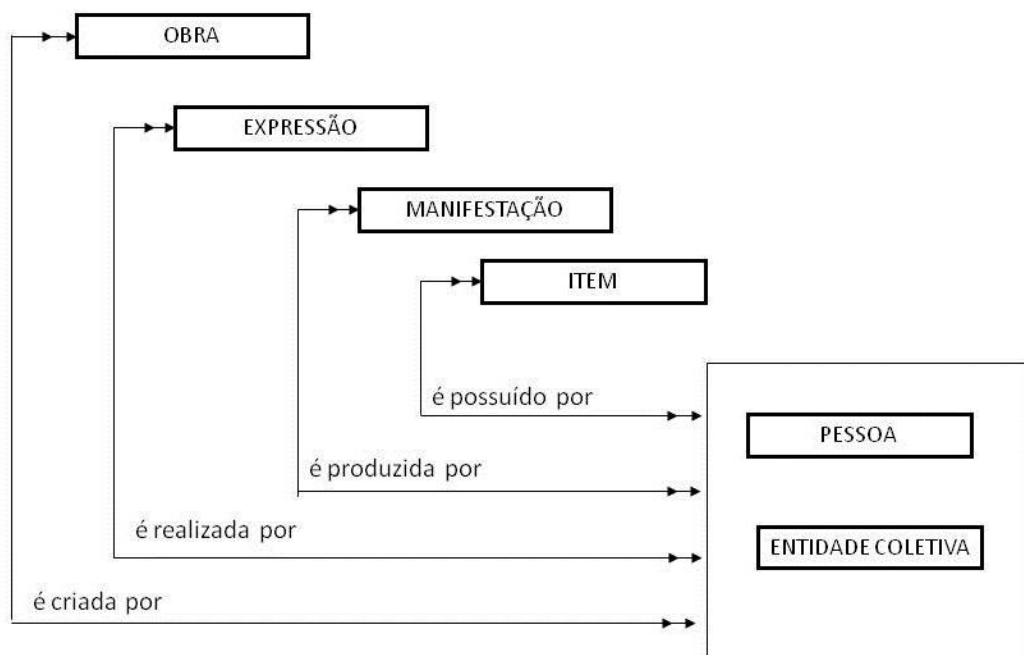 OBRA
EXPRESSÃO
MANIFESTAÇÃO
ITEM
é possuído por
PESSOA
é produzida por
é realizada por
ENTIDADE COLETIVA
é criada por